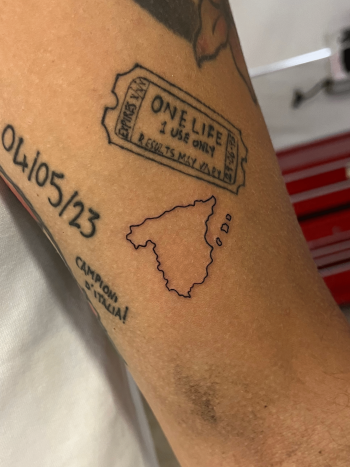 ONE LIFE
1 USE ONLY
RESULTS MAY VARY
04/05/23
CAMPIONI
D'ITALIA!